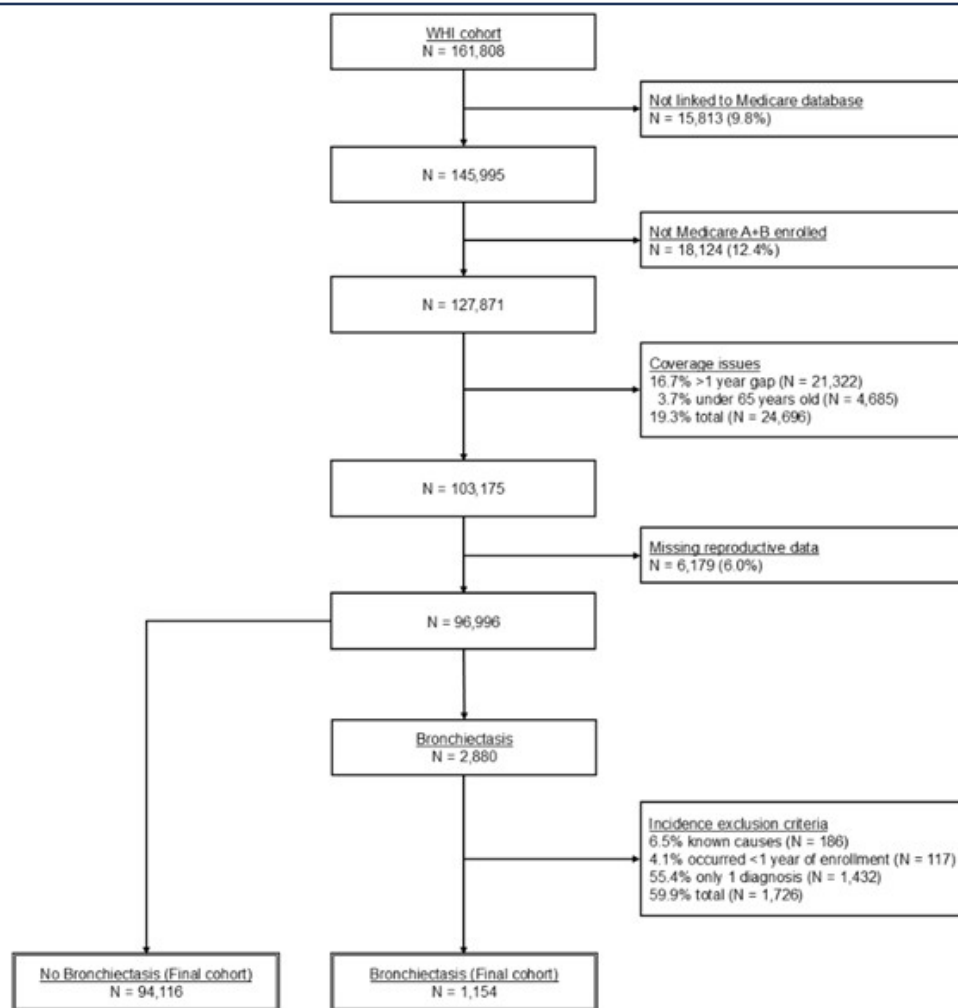 WHI cohort
N = 161,808
Not linked to Medicare database
N = 15,813 (9.8%)
N = 145,995
Not Medicare A+B enrolled
N = 18,124 (12.4%)
N = 127,871
Coverage issues
16.7% >1 year gap (N = 21,322)
3.7% under 65 years old (N = 4,685)
19.3% total (N = 24,696)
N = 103,175
Missing reproductive data
N = 6,179 (6.0%)
N = 96,996
Bronchiectasis
N = 2,880
Incidence exclusion criteria
6.5% known causes (N = 186)
4.1% occurred <1 year of enrollment (N = 117)
55.4% only 1 diagnosis (N = 1,432)
59.9% total (N = 1,726)
No Bronchiectasis (Final cohort)
N = 94,116
Bronchiectasis (Final cohort)
N = 1,154